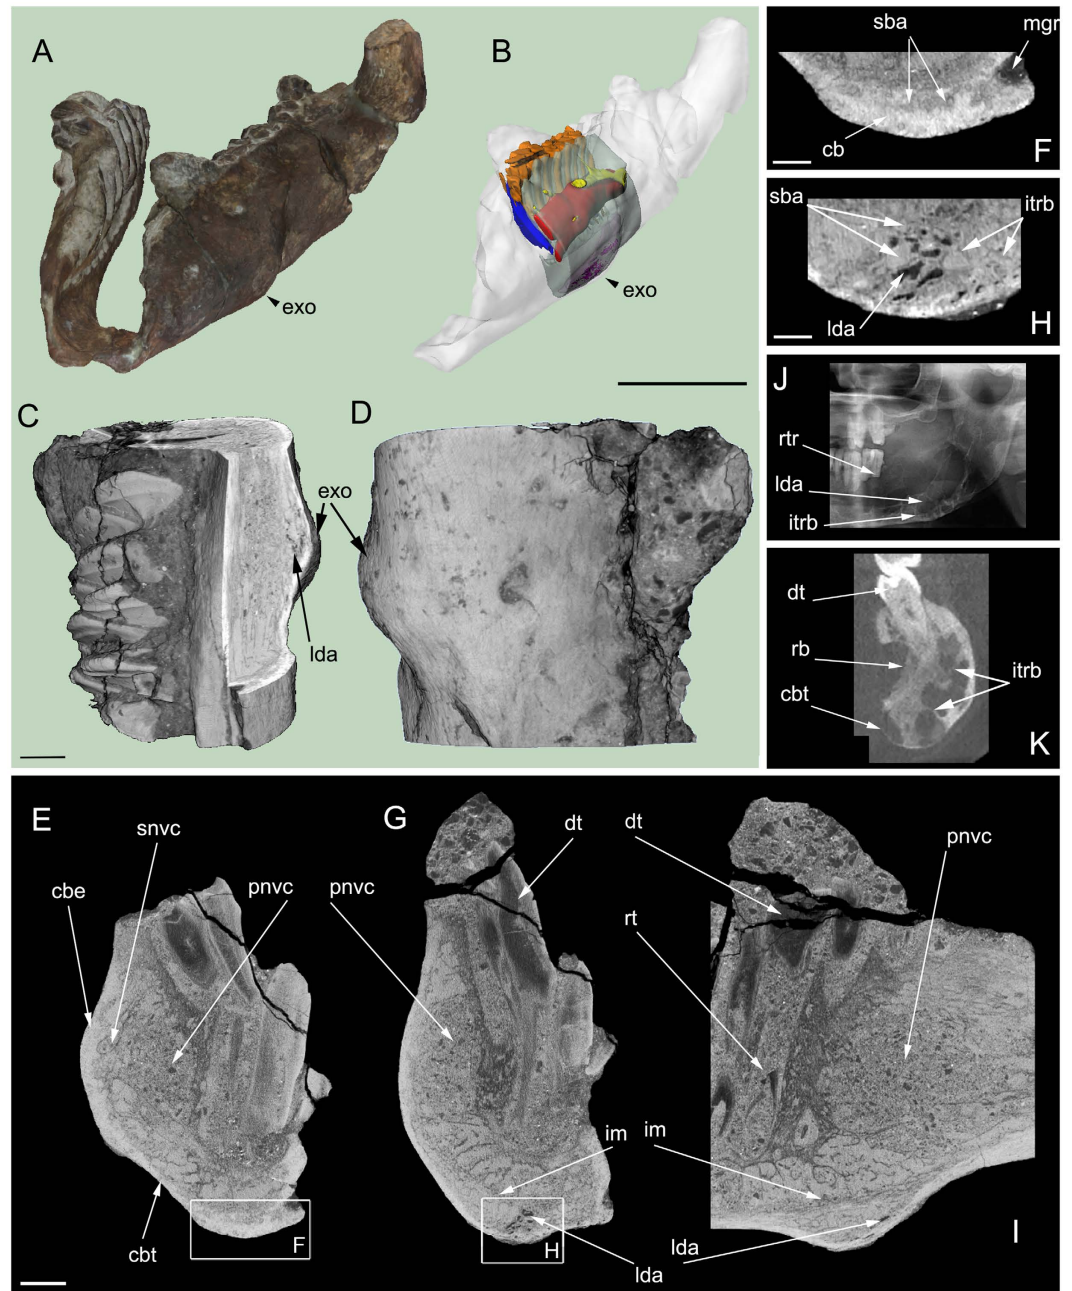 A
exo
B
exo
sba
mgr
cb
F
sba
itrb
lda
H
J
rtr
lda
itrb
C
exo
lda
D
dt
rb
cbt
itrb
K
E
snvc
cbe
pnvc
cbt
F
G
pnvc
dt
im
H
lda
dt
pnvc
rt
im
lda
I